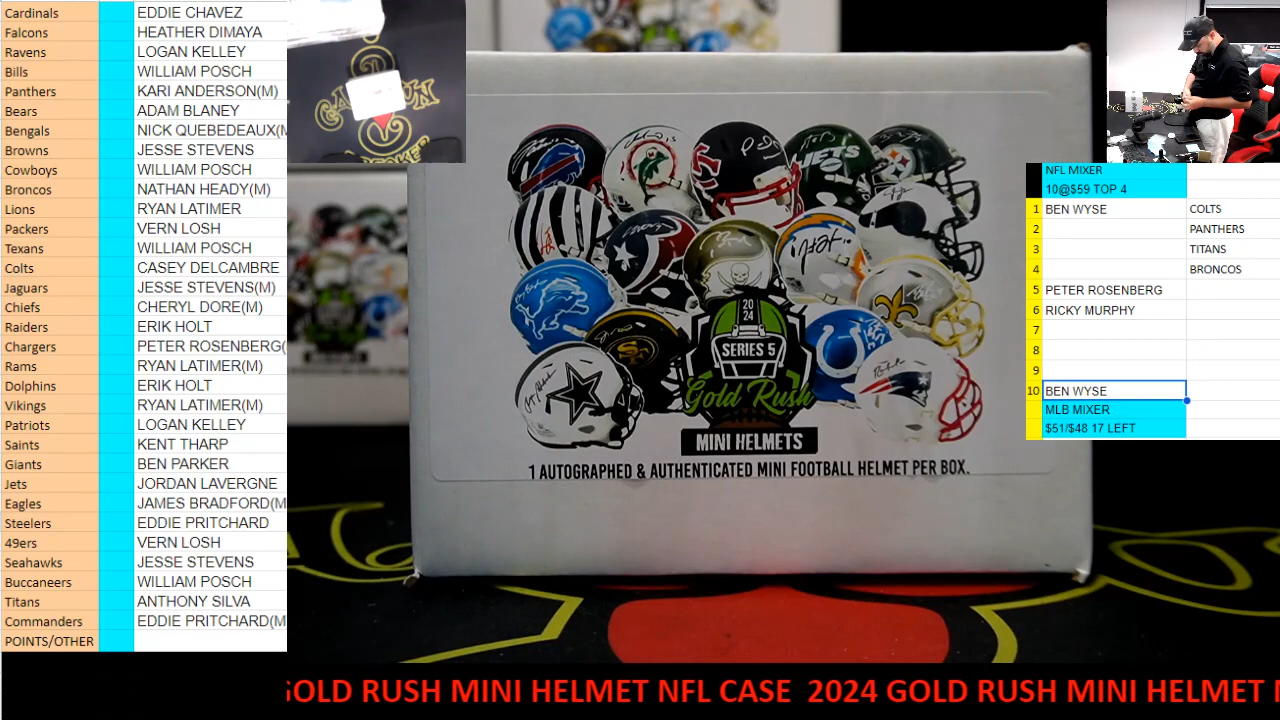 Cardinals EDDIE CHAVEZ
Falcons HEATHER DIMAYA
Ravens LOGAN KELLEY
Bills WILLIAM POSCH
Panthers KARI ANDERSON(M)
Bears ADAM BLANEY
Bengals NICK QUEBEDEAUX(M
Browns JESSE STEVENS
Cowboys WILLIAM POSCH
Broncos NATHAN HEADY(M)
Lions RYAN LATIMER
Packers VERN LOSH
Texans WILLIAM POSCH
Colts CASEY DELCAMBRE
Jaguars JESSE STEVENS(M)
Chiefs CHERYL DORE(M)
Raiders ERIK HOLT
Chargers PETER ROSENBERG(
Rams RYAN LATIMER(M)
Dolphins ERIK HOLT
Vikings RYAN LATIMER(M)
Patriots LOGAN KELLEY
Saints KENT THARP
Giants BEN PARKER
Jets JORDAN LAVERGNE
Eagles JAMES BRADFORD(M
Steelers EDDIE PRITCHARD
49ers VERN LOSH
Seahawks JESSE STEVENS
Buccaneers WILLIAM POSCH
Titans ANTHONY SILVA
Commanders EDDIE PRITCHARD(M
POINTS/OTHER
JETS
20
24
SERIES 5
Gold Rush
MINI HELMETS
1 AUTOGRAPHED & AUTHENTICATED MINI FOOTBALL HELMET PER BOX.
NFL MIXER
10@$59 TOP 4
1 BEN WYSE COLTS
2 PANTHERS
3 TITANS
4 BRONCOS
5 PETER ROSENBERG
6 RICKY MURPHY
7
8
9
10 BEN WYSE
MLB MIXER
$51/$48 17 LEFT
GOLD RUSH MINI HELMET NFL CASE 2024 GOLD RUSH MINI HELMET